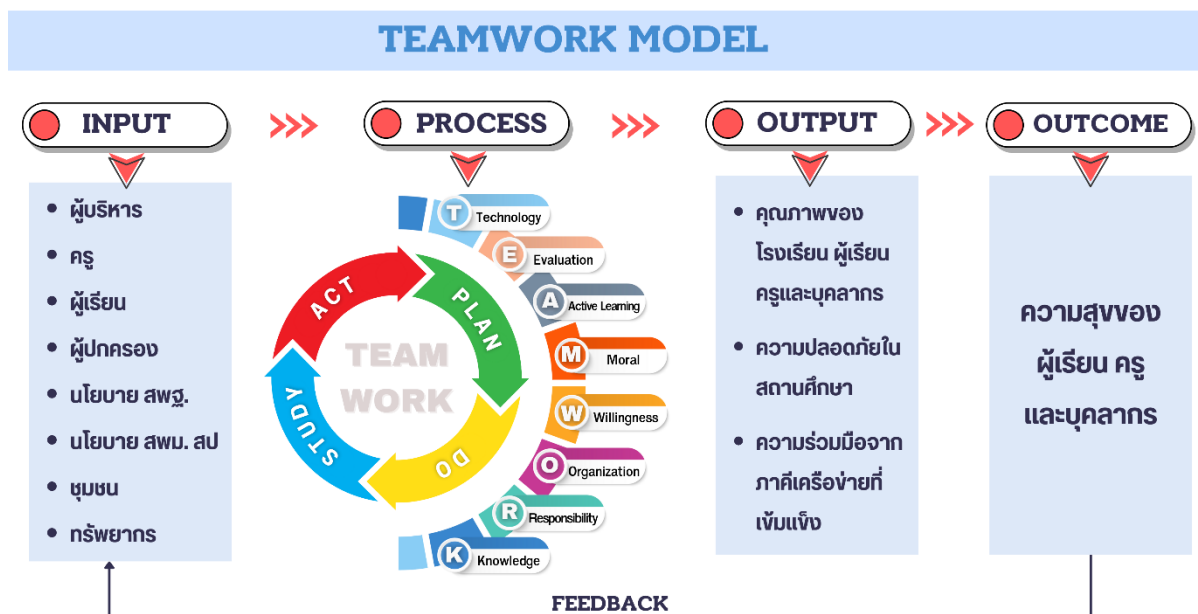 TEAMWORK MODEL
INPUT
PROCESS
OUTPUT
OUTCOME
ผู้บริหาร
ครู
ผู้เรียน
ผู้ปกครอง
นโยบาย สพฐ.
นโยบาย สพม. สป
ชุมชน
ทรัพยากร
ACT
PLAN
DO
STUDY
TEAM
WORK
T Technology
E Evaluation
A Active Learning
M Moral
W Willingness
O Organization
R Responsibility
K Knowledge
คุณภาพของ
โรงเรียน ผู้เรียน
ครูและบุคลากร
ความปลอดภัยใน
สถานศึกษา
ความร่วมมือจาก
ภาคีเครือข่ายที่
เข้มแข็ง
ความสุขของ
ผู้เรียน ครู
และบุคลากร
FEEDBACK